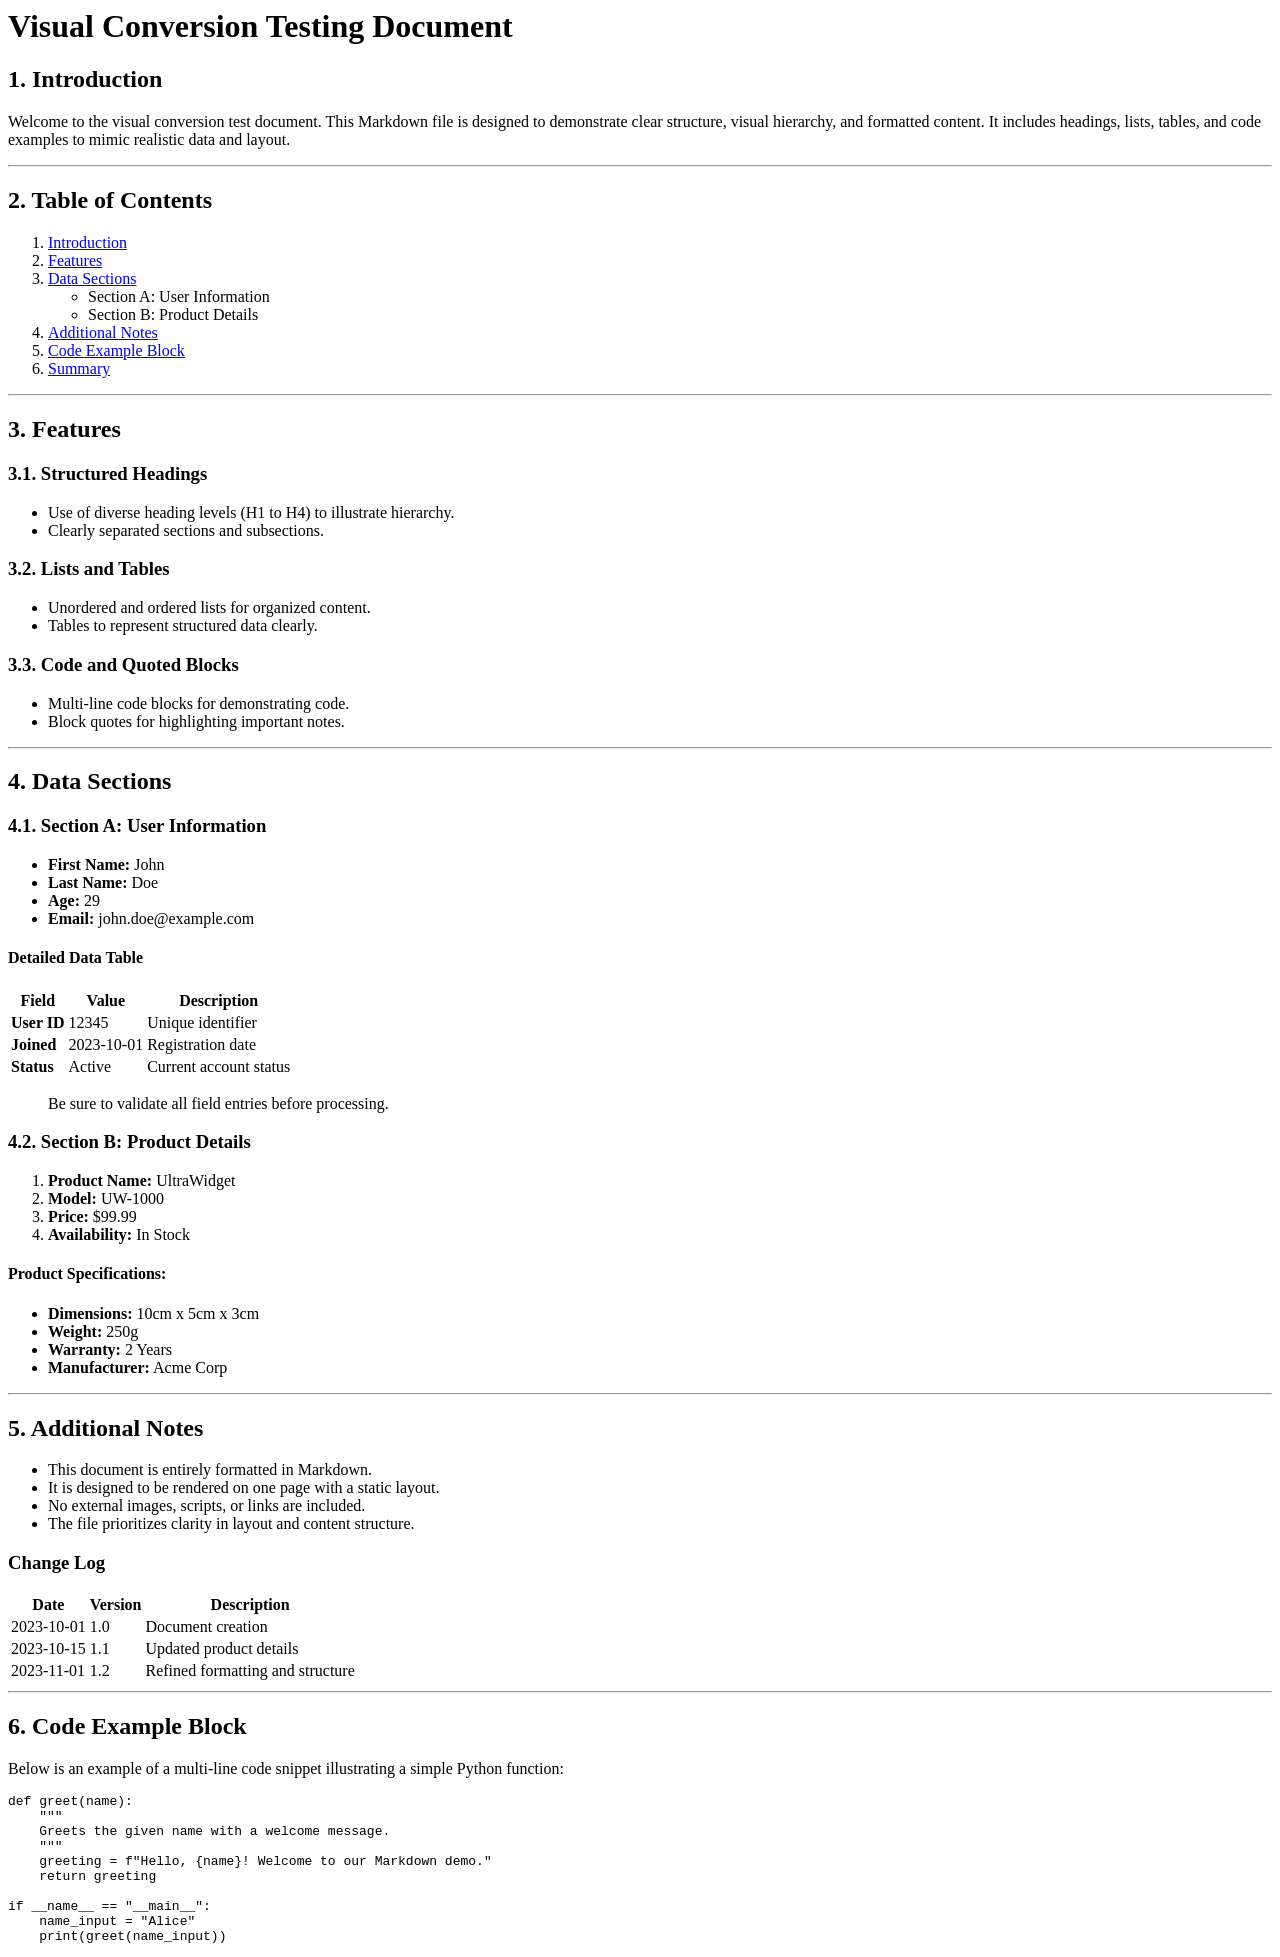 Visual Conversion Testing Document
1. Introduction
Welcome to the visual conversion test document. This Markdown file is designed to demonstrate clear structure, visual hierarchy, and formatted content. It includes headings, lists, tables, and code
examples to mimic realistic data and layout.
2. Table of Contents
1. Introduction
2. Features
3. Data Sections
Section A: User Information
Section B: Product Details
4. Additional Notes
5. Code Example Block
6. Summary
3. Features
3.1. Structured Headings
Use of diverse heading levels (H1 to H4) to illustrate hierarchy.
Clearly separated sections and subsections.
3.2. Lists and Tables
Unordered and ordered lists for organized content.
Tables to represent structured data clearly.
3.3. Code and Quoted Blocks
Multi-line code blocks for demonstrating code.
Block quotes for highlighting important notes.
4. Data Sections
4.1. Section A: User Information
First Name: John
Last Name: Doe
Age: 29
Email: john.doe@example.com
Detailed Data Table
Field Value Description
User ID 12345 Unique identifier
Joined 2023-10-01 Registration date
Status Active Current account status
Be sure to validate all field entries before processing.
4.2. Section B: Product Details
1. Product Name: UltraWidget
2. Model: UW-1000
3. Price: $99.99
4. Availability: In Stock
Product Specifications:
Dimensions: 10cm x 5cm x 3cm
Weight: 250g
Warranty: 2 Years
Manufacturer: Acme Corp
5. Additional Notes
This document is entirely formatted in Markdown.
It is designed to be rendered on one page with a static layout.
No external images, scripts, or links are included.
The file prioritizes clarity in layout and content structure.
Change Log
Date Version Description
2023-10-01 1.0 Document creation
2023-10-15 1.1 Updated product details
2023-11-01 1.2 Refined formatting and structure
6. Code Example Block
Below is an example of a multi-line code snippet illustrating a simple Python function:
def greet(name):
    """
    Greets the given name with a welcome message.
    """
    greeting = f"Hello, {name}! Welcome to our Markdown demo."
    return greeting
if __name__ == "__main__":
    name_input = "Alice"
    print(greet(name_input))